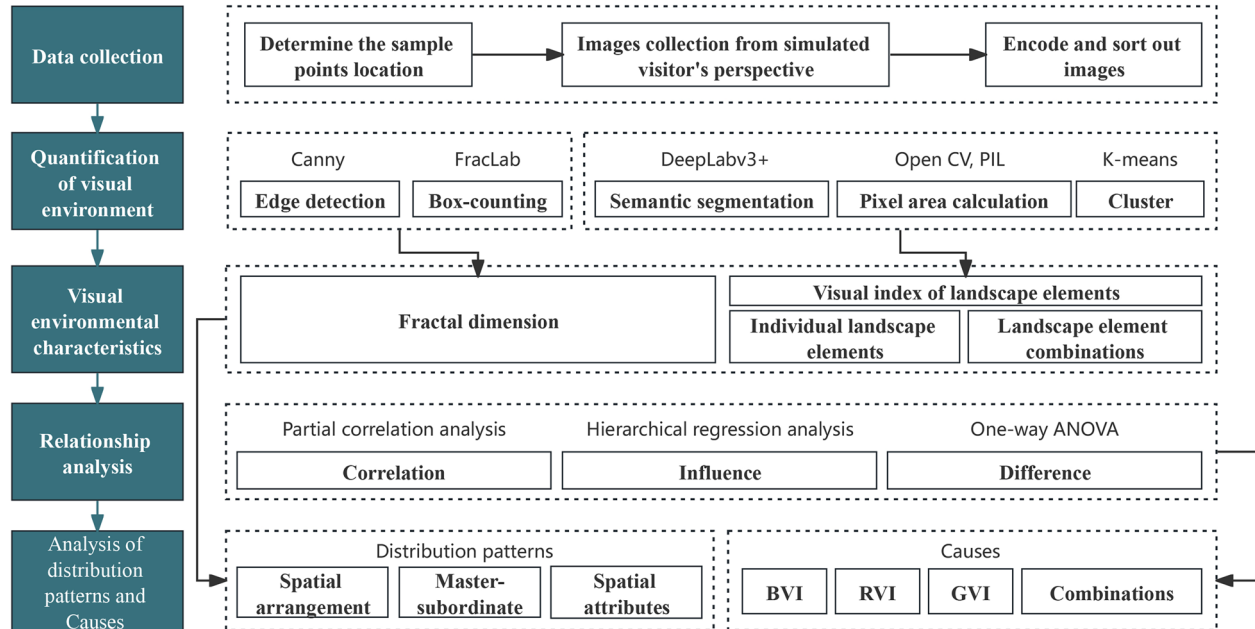 Data collection
Determine the sample
points location
Images collection from simulated
visitor's perspective
Encode and sort out
images
Quantification
of visual
environment
Canny
FracLab
DeepLabv3+
Open CV, PIL
K-means
Edge detection
Box-counting
Semantic segmentation
Pixel area calculation
Cluster
Visual
environmental
characteristics
Fractal dimension
Visual index of landscape elements
Individual landscape
elements
Landscape element
combinations
Relationship
analysis
Partial correlation analysis
Hierarchical regression analysis
One-way ANOVA
Correlation
Influence
Difference
Analysis of
distribution
patterns and
Causes
Distribution patterns
Spatial
arrangement
Master-
subordinate
Spatial
attributes
Causes
BVI
RVI
GVI
Combinations